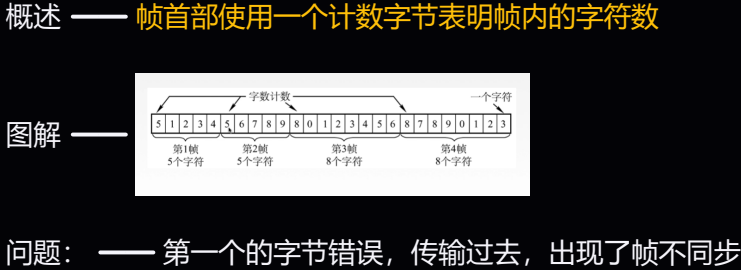 概述 —— 帧首部使用一个计数字节表明帧内的字符数
字数计数 一个字符
图解 —— 5 1 2 3 4 5 6 7 8 9 8 0 1 2 3 4 5 6 8 7 8 9 0 1 2 3
第1帧 第2帧 第3帧 第4帧
5个字符 5个字符 8个字符 8个字符
问题： —— 第一个的字节错误，传输过去，出现了帧不同步